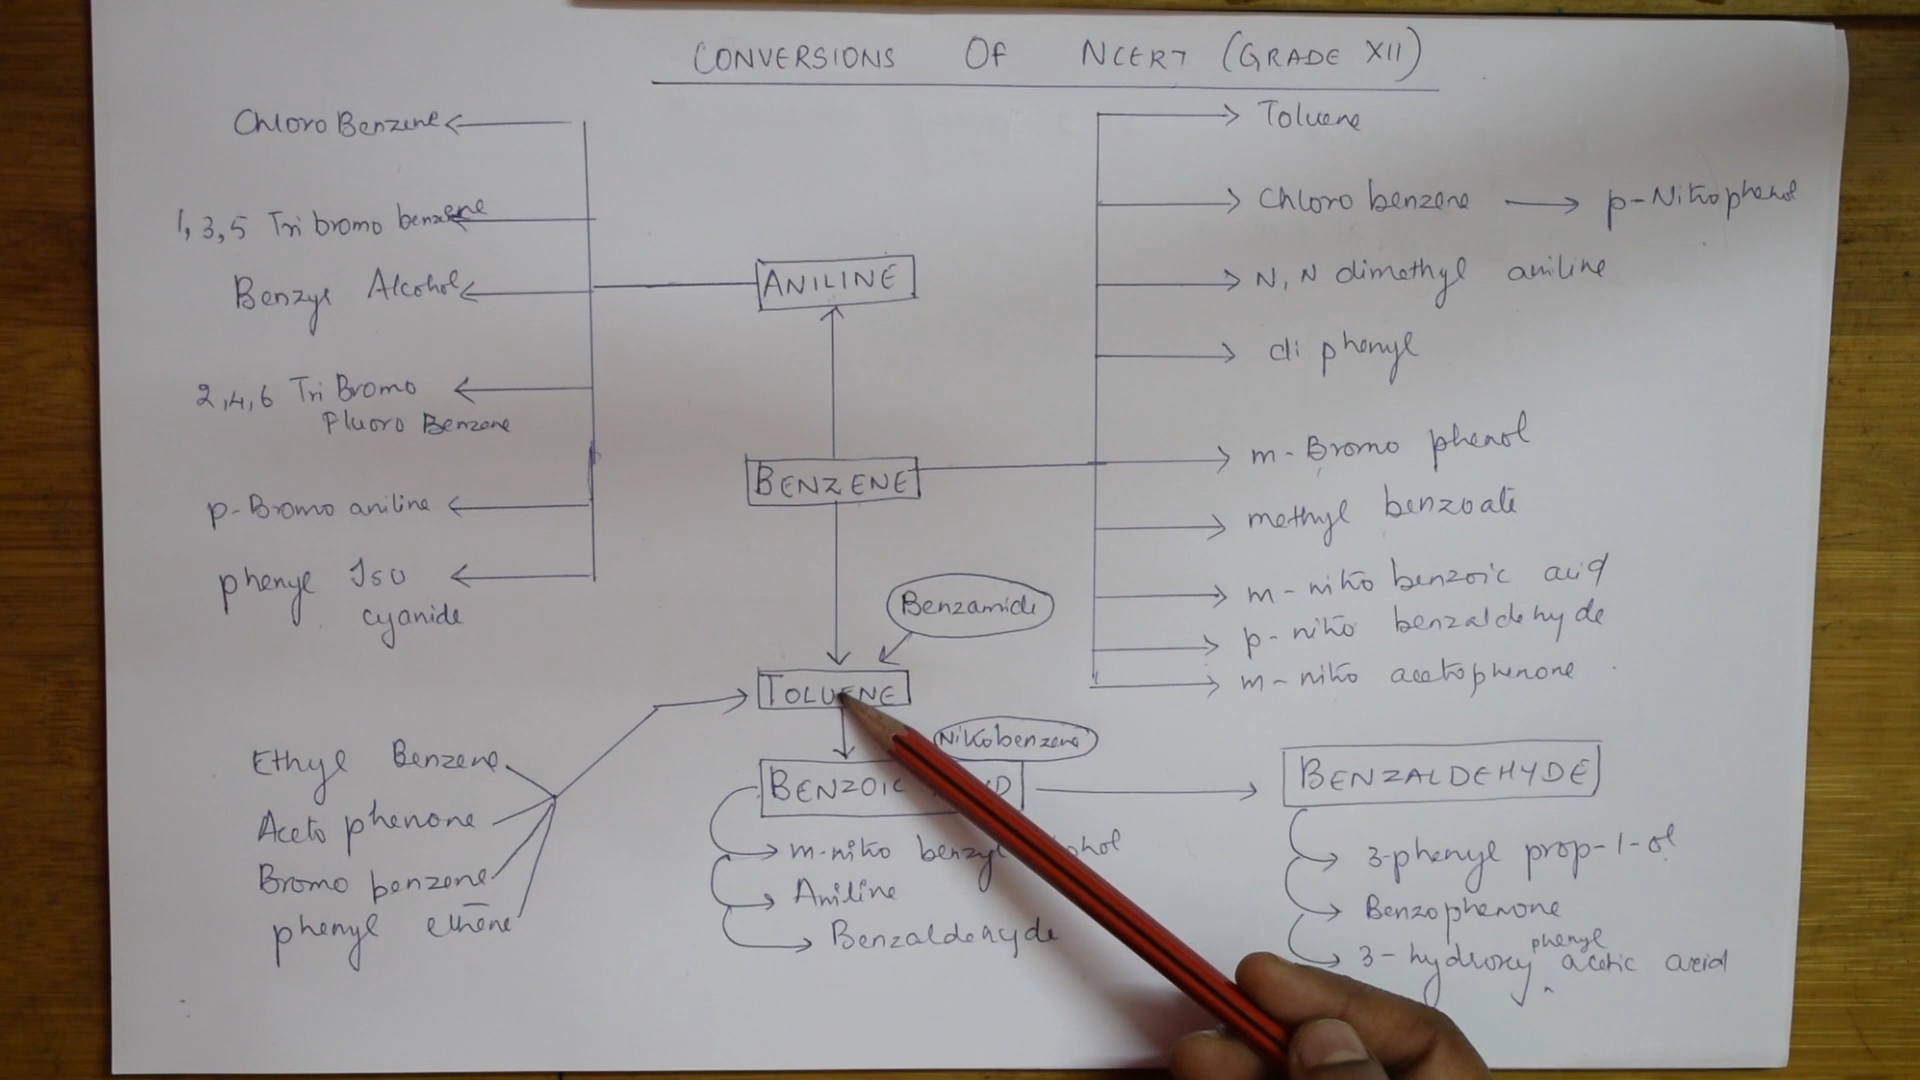 CONVERSIONS OF NCERT (GRADE XII)
Chloro Benzene
1, 3, 5 Tri bromo benzene
Benzyl Alcohol
2,4,6 Tri Bromo
Fluoro Benzene
p-Bromo aniline
phenyl Iso
cyanide
ANILINE
BENZENE
Toluene
Chloro benzene p-Nitrophenol
N, N dimethyl aniline
di phenyl
m-Bromo phenol
methyl benzoate
m-nitro benzoic acid
p-nitro benzaldehyde
m-nitro acetophenone
Benzamide
TOLUENE
Nitrobenzene
Ethyl Benzene
Aceto phenone
Bromo benzene
phenyl ethene
BENZOIC
m-nitro benzyl
Aniline
Benzaldehyde
BENZALDEHYDE
3-phenyl prop-1-ol
Benzophenone
phenyl
3-hydroxy acetic acid